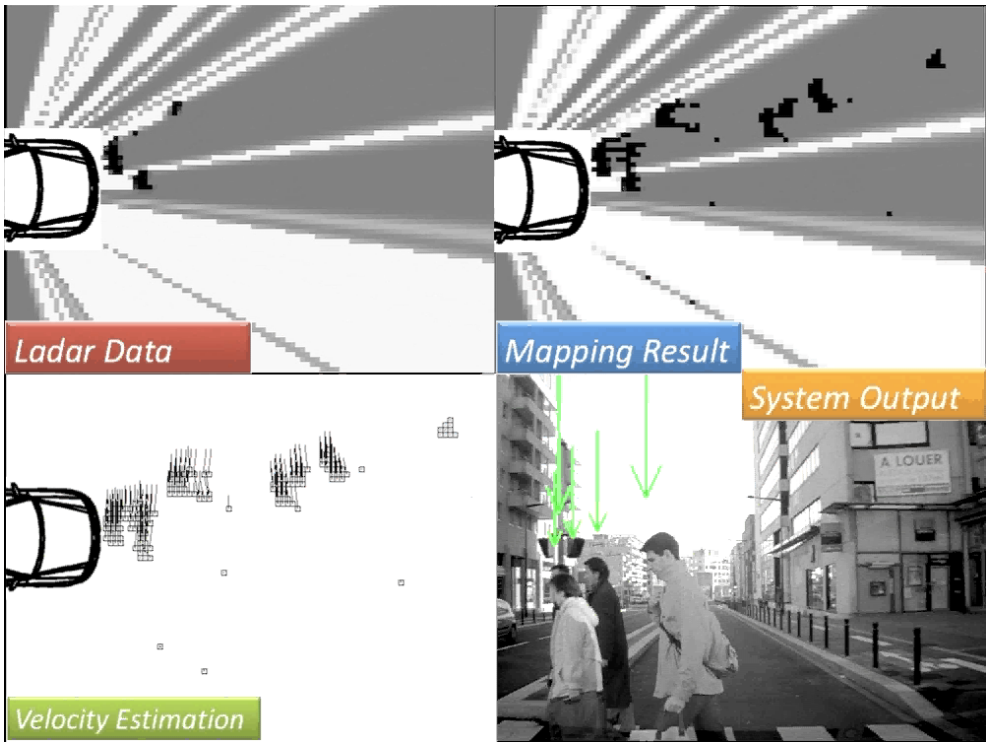 Ladar Data
Mapping Result
System Output
Velocity Estimation
A LOUER